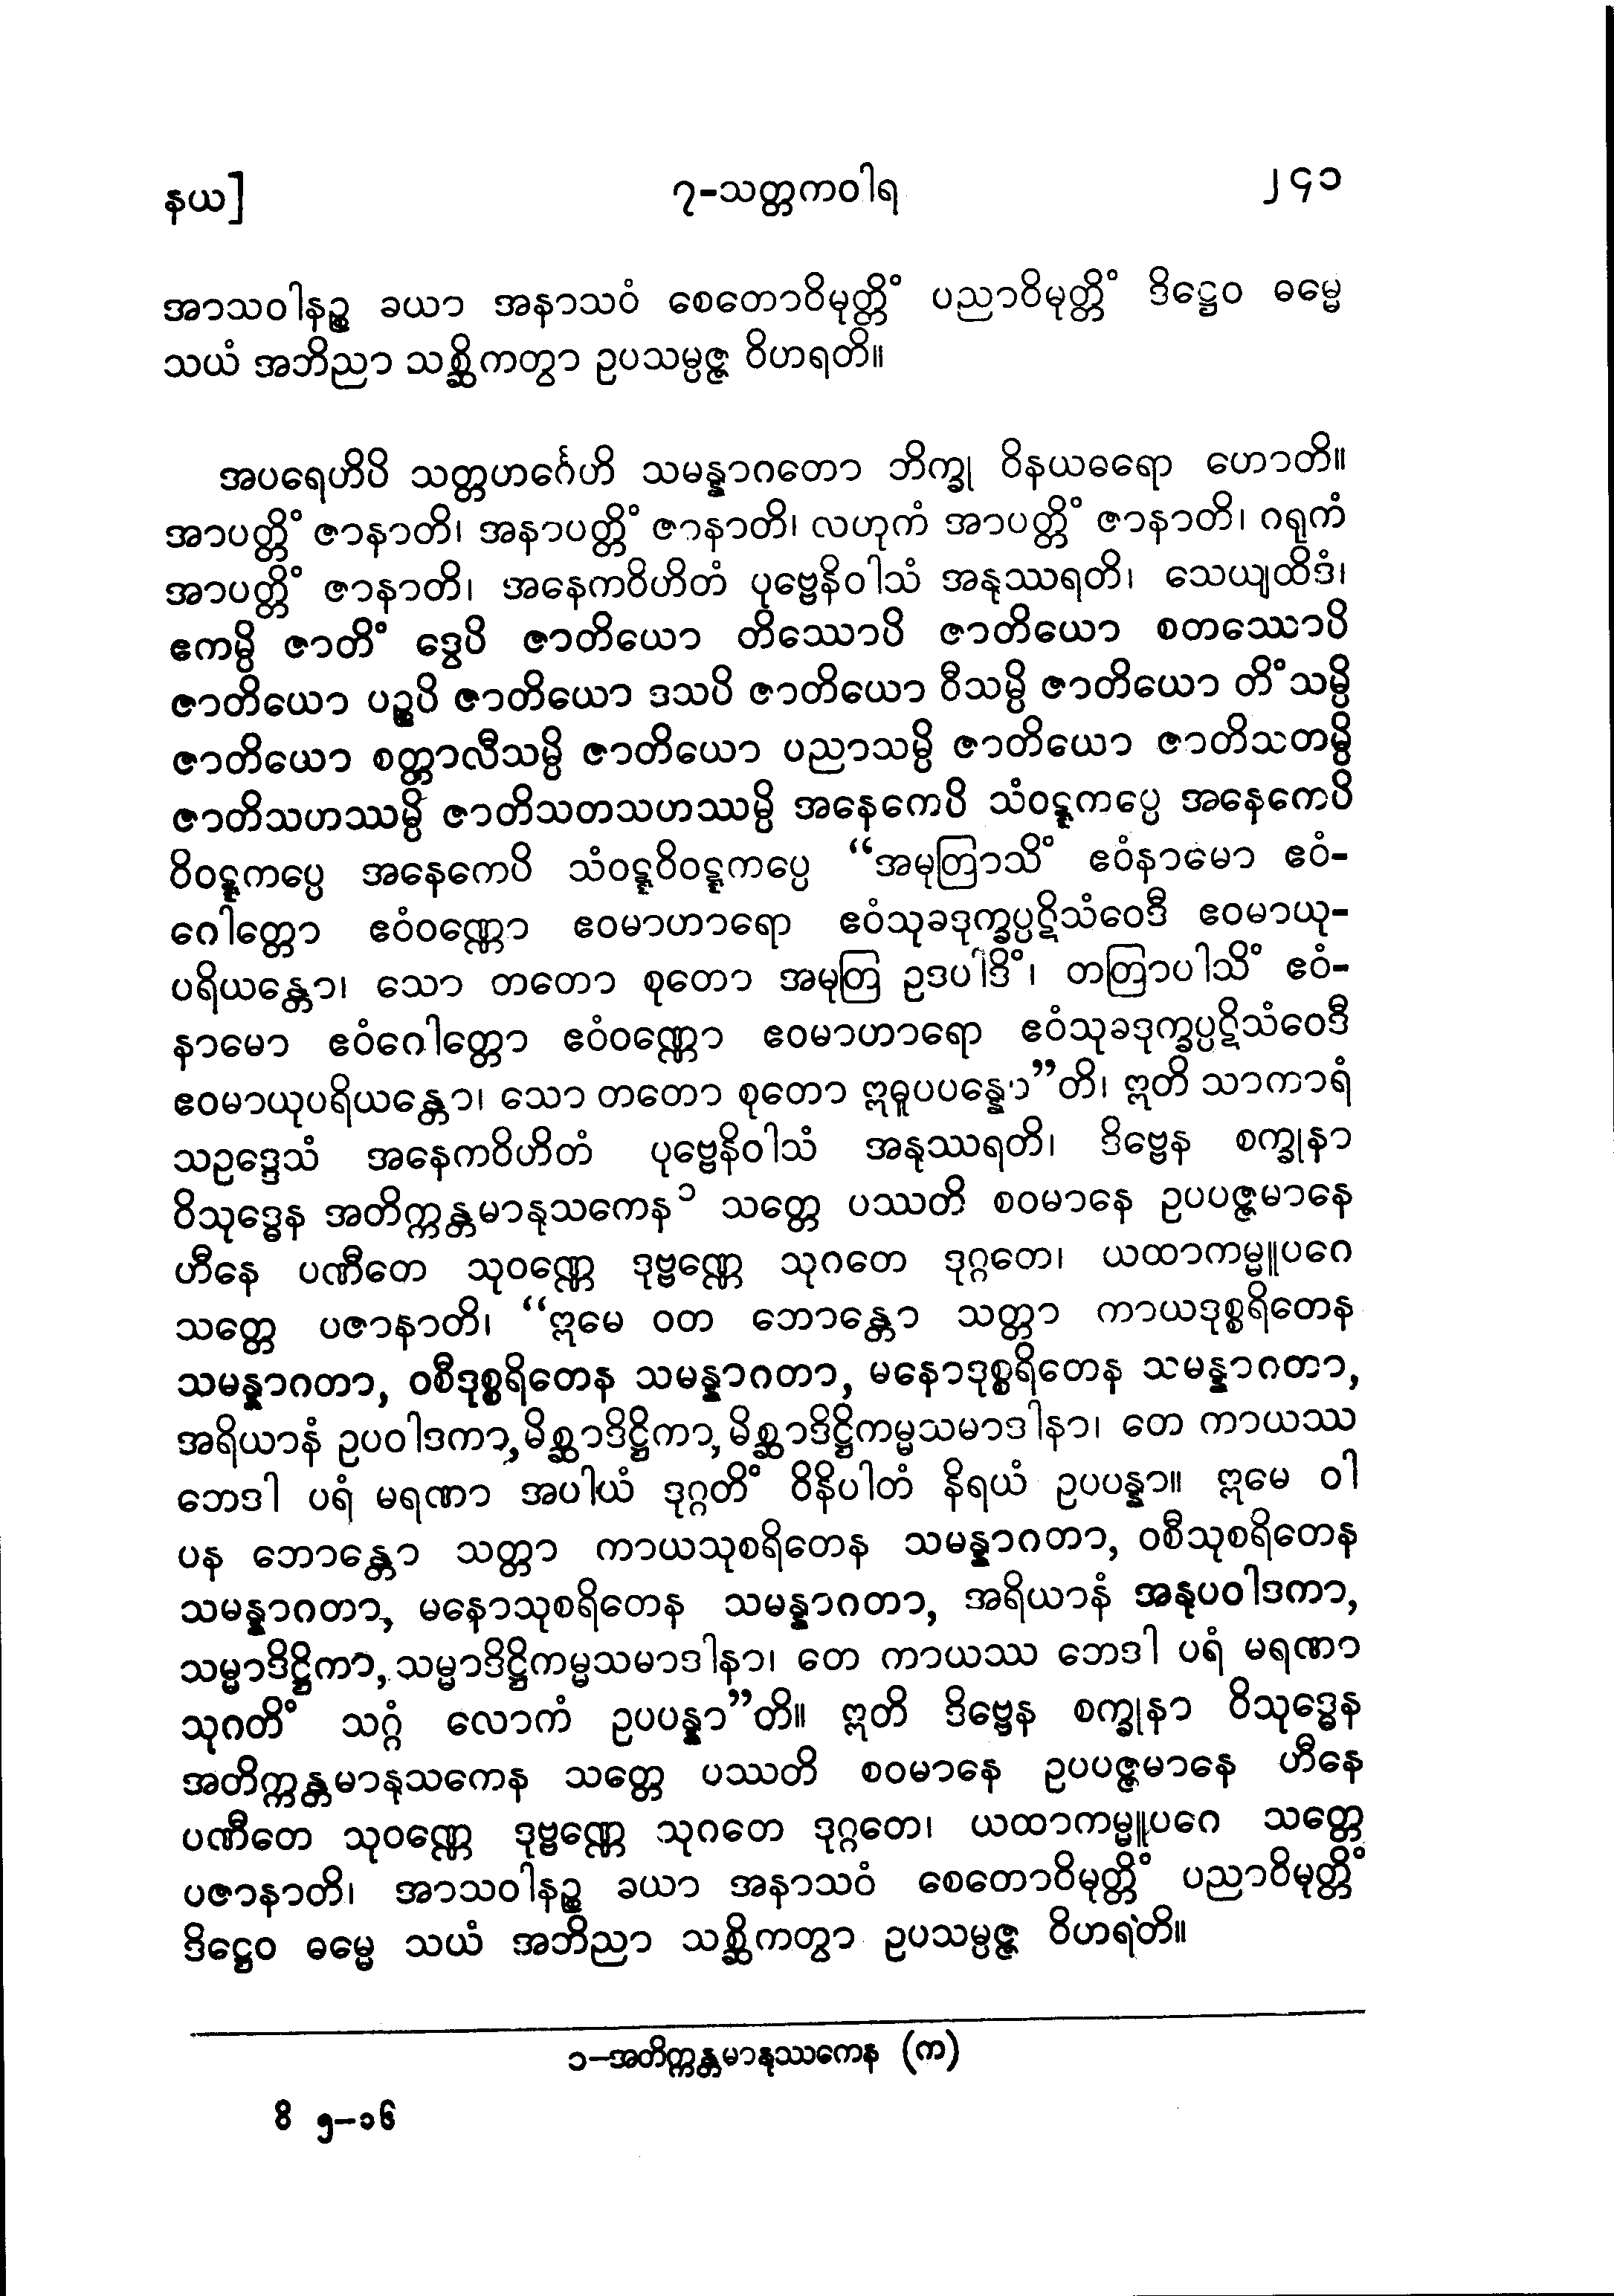 နယ]
၇-သတ္တကဝါရ
၂၄၁
အာသဝါနဉ္စ ခယာ အနာသဝံ စေတောဝိမုတ္တိံ ပညာဝိမုတ္တိံ ဒိဋ္ဌေဝ ဓမ္မေ
သယံ အဘိညာ သစ္ဆိကတွာ ဥပသမ္ပဇ္ဇ ဝိဟရတိ။
အပရေဟိပိ သတ္တဟင်္ဂေဟိ သမန္နာဂတော ဘိက္ခု ဝိနယဓရော ဟောတိ။
အာပတ္တိံ ဇာနာတိ၊ အနာပတ္တိံ ဇာနာတိ၊ လဟုကံ အာပတ္တိံ ဇာနာတိ၊ ဂရုကံ
အာပတ္တိံ ဇာနာတိ၊ အနေကဝိဟိတံ ပုဗ္ဗေနိဝါသံ အနုဿရတိ၊ သေယျထိဒံ၊
ဧကမ္ပိ ဇာတိံ ဒွေပိ ဇာတိယော တိဿောပိ ဇာတိယော စတဿောပိ
ဇာတိယော ပဉ္စပိ ဇာတိယော ဒသပိ ဇာတိယော ဝီသမ္ပိ ဇာတိယော တိံသမ္ပိ
ဇာတိယော စတ္တာလီသမ္ပိ ဇာတိယော ပညာသမ္ပိ ဇာတိယော ဇာတိသတမ္ပိ
ဇာတိသဟဿမ္ပိ ဇာတိသတသဟဿမ္ပိ အနေကေပိ သံဝဋ္ဋကပ္ပေ အနေကေပိ
ဝိဝဋ္ဋကပ္ပေ အနေကေပိ သံဝဋ္ဋဝိဝဋ္ဋကပ္ပေ “အမုတြာသိံ ဧဝံနာမော ဧဝံ-
ဂေါတ္တော ဧဝံဝဏ္ဏော ဧဝမာဟာရော ဧဝံသုခဒုက္ခပ္ပဋိသံဝေဒီ ဧဝမာယု-
ပရိယန္တော၊ သော တတော စုတော အမုတြ ဥဒပါဒိံ၊ တတြာပါသိံ ဧဝံ-
နာမော ဧဝံဂေါတ္တော ဧဝံဝဏ္ဏော ဧဝမာဟာရော ဧဝံသုခဒုက္ခပ္ပဋိသံဝေဒီ
ဧဝမာယုပရိယန္တော၊ သော တတော စုတော ဣဓူပပန္နော”တိ၊ ဣတိ သာကာရံ
သဥဒ္ဒေသံ အနေကဝိဟိတံ ပုဗ္ဗေနိဝါသံ အနုဿရတိ၊ ဒိဗ္ဗေန စက္ခုနာ
ဝိသုဒ္ဓေန အတိက္ကန္တမာနုသကေန၁ သတ္တေ ပဿတိ စဝမာနေ ဥပပဇ္ဇမာနေ
ဟီနေ ပဏီတေ သုဝဏ္ဏေ ဒုဗ္ဗဏ္ဏေ သုဂတေ ဒုဂ္ဂတေ၊ ယထာကမ္မူပဂေ
သတ္တေ ပဇာနာတိ၊ “ဣမေ ဝတ ဘောန္တော သတ္တာ ကာယဒုစ္စရိတေန
သမန္နာဂတာ, ဝစီဒုစ္စရိတေန သမန္နာဂတာ, မနောဒုစ္စရိတေန သမန္နာဂတာ,
အရိယာနံ ဥပဝါဒကာ, မိစ္ဆာဒိဋ္ဌိကာ, မိစ္ဆာဒိဋ္ဌိကမ္မသမာဒါနာ၊ တေ ကာယဿ
ဘေဒါ ပရံ မရဏာ အပါယံ ဒုဂ္ဂတိံ ဝိနိပါတံ နိရယံ ဥပပန္နာ။ ဣမေ ဝါ
ပန ဘောန္တော သတ္တာ ကာယသုစရိတေန သမန္နာဂတာ, ဝစီသုစရိတေန
သမန္နာဂတာ, မနောသုစရိတေန သမန္နာဂတာ, အရိယာနံ အနုပဝါဒကာ,
သမ္မာဒိဋ္ဌိကာ, သမ္မာဒိဋ္ဌိကမ္မသမာဒါနာ၊ တေ ကာယဿ ဘေဒါ ပရံ မရဏာ
သုဂတိံ သဂ္ဂံ လောကံ ဥပပန္နာ”တိ။ ဣတိ ဒိဗ္ဗေန စက္ခုနာ ဝိသုဒ္ဓေန
အတိက္ကန္တမာနုသကေန သတ္တေ ပဿတိ စဝမာနေ ဥပပဇ္ဇမာနေ ဟီနေ
ပဏီတေ သုဝဏ္ဏေ ဒုဗ္ဗဏ္ဏေ သုဂတေ ဒုဂ္ဂတေ၊ ယထာကမ္မူပဂေ သတ္တေ
ပဇာနာတိ၊ အာသဝါနဉ္စ ခယာ အနာသဝံ စေတောဝိမုတ္တိံ ပညာဝိမုတ္တိံ
ဒိဋ္ဌေဝ ဓမ္မေ သယံ အဘိညာ သစ္ဆိကတွာ ဥပသမ္ပဇ္ဇ ဝိဟရတိ။
၁-အတိက္ကန္တမာနုဿကေန (က)
ဝိ ၅-၁၆